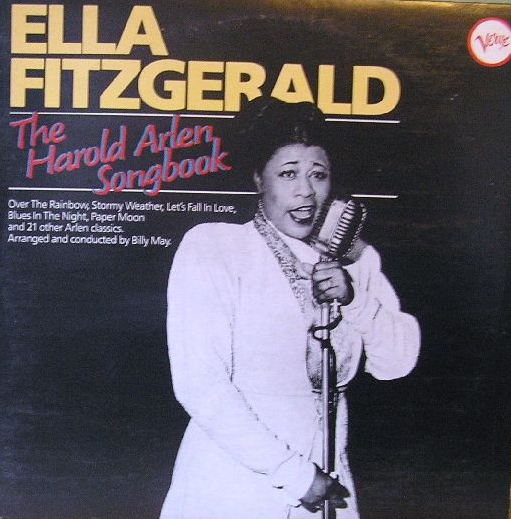 ELLA
FITZGERALD
Verve
The
Harold Arlen
Songbook
Over The Rainbow, Stormy Weather, Let's Fall In Love,
Blues In The Night, Paper Moon
and 21 other Arlen classics.
Arranged and conducted by Billy May.